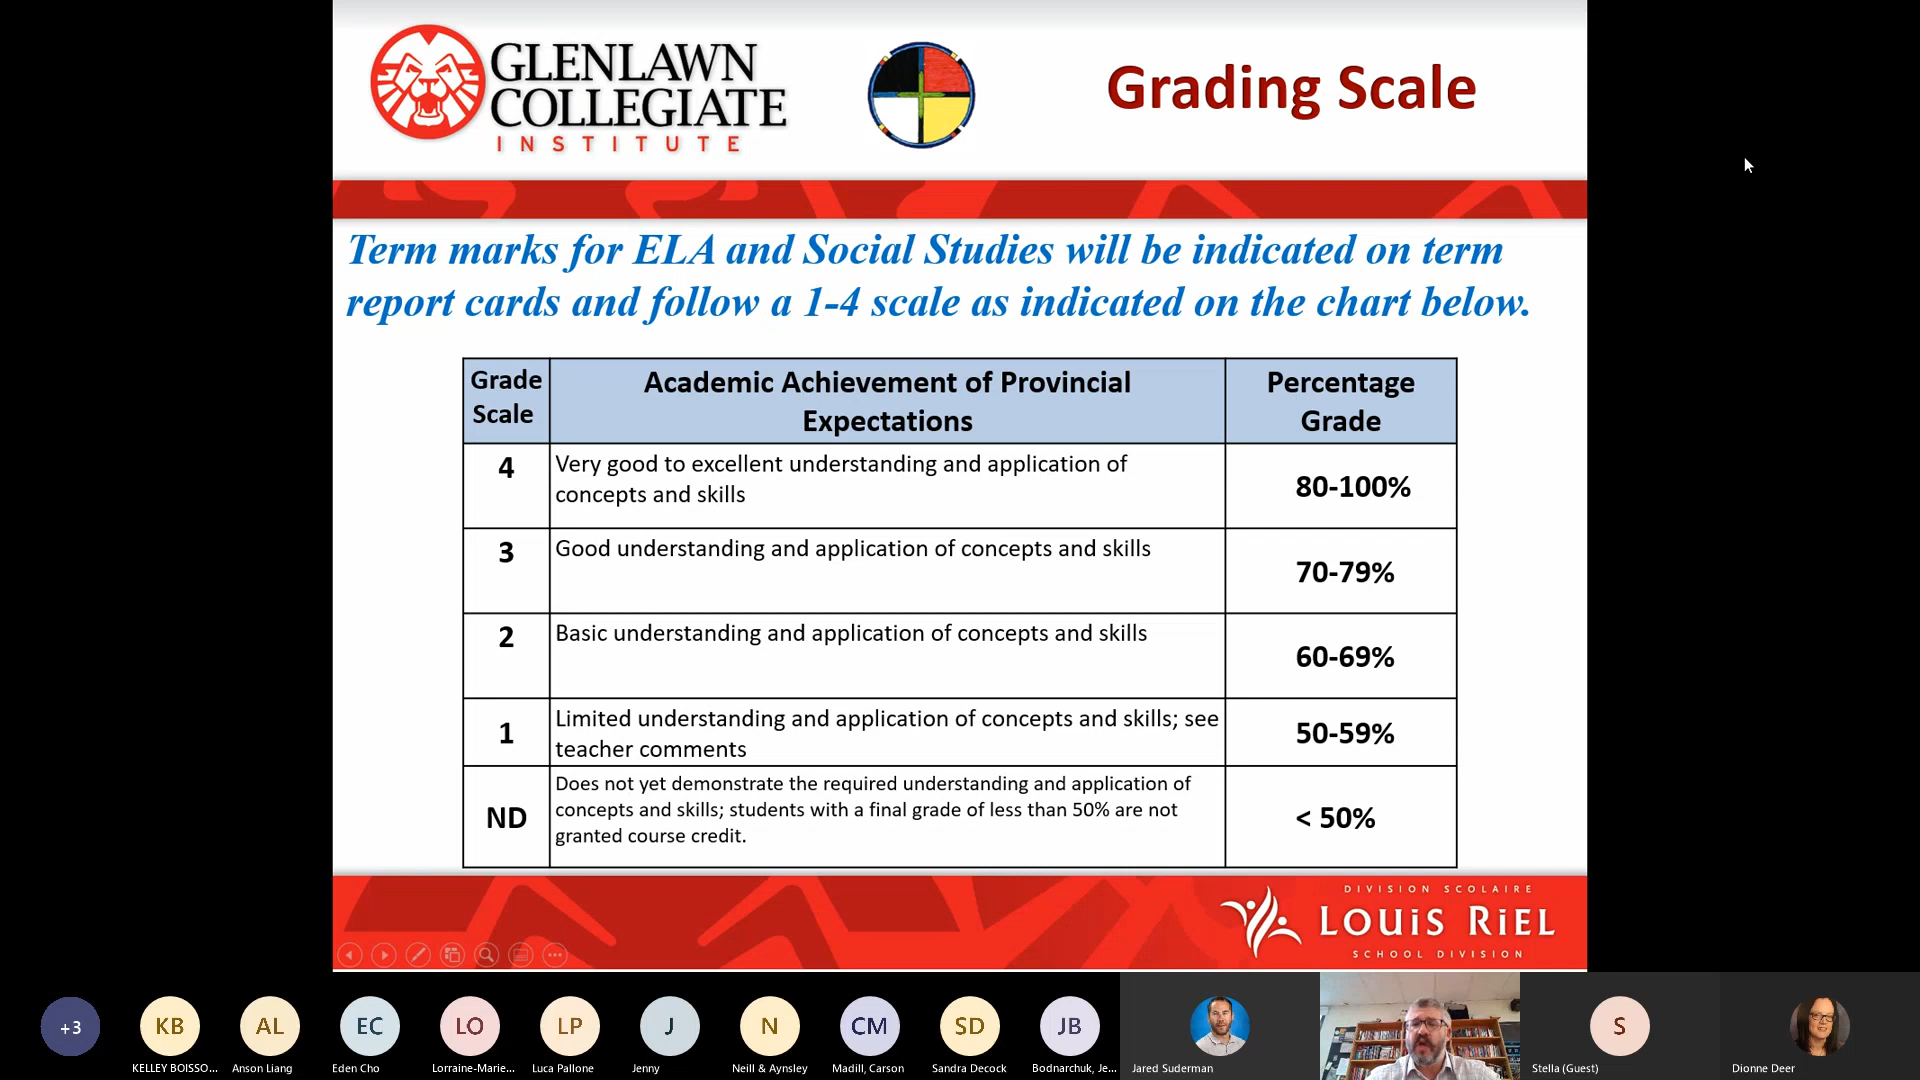 GLENLAWN
COLLEGIATE
INSTITUTE
Grading Scale
Term marks for ELA and Social Studies will be indicated on term
report cards and follow a 1-4 scale as indicated on the chart below.
Grade
Scale
Academic Achievement of Provincial
Expectations
Percentage
Grade
4
Very good to excellent understanding and application of
concepts and skills
80-100%
3
Good understanding and application of concepts and skills
70-79%
2
Basic understanding and application of concepts and skills
60-69%
1
Limited understanding and application of concepts and skills; see
teacher comments
50-59%
ND
Does not yet demonstrate the required understanding and application of
concepts and skills; students with a final grade of less than 50% are not
granted course credit.
< 50%
DIVISION SCOLAIRE
LOUiS RiEL
SCHOOL DIVISION
+3
KB
AL
EC
LO
LP
J
N
CM
SD
JB
S
KELLEY BOISSO...
Anson Liang
Eden Cho
Lorraine-Marie...
Luca Pallone
Jenny
Neill & Aynsley
Madill, Carson
Sandra Decock
Bodnarchuk, Je...
Jared Suderman
Stella (Guest)
Dionne Deer